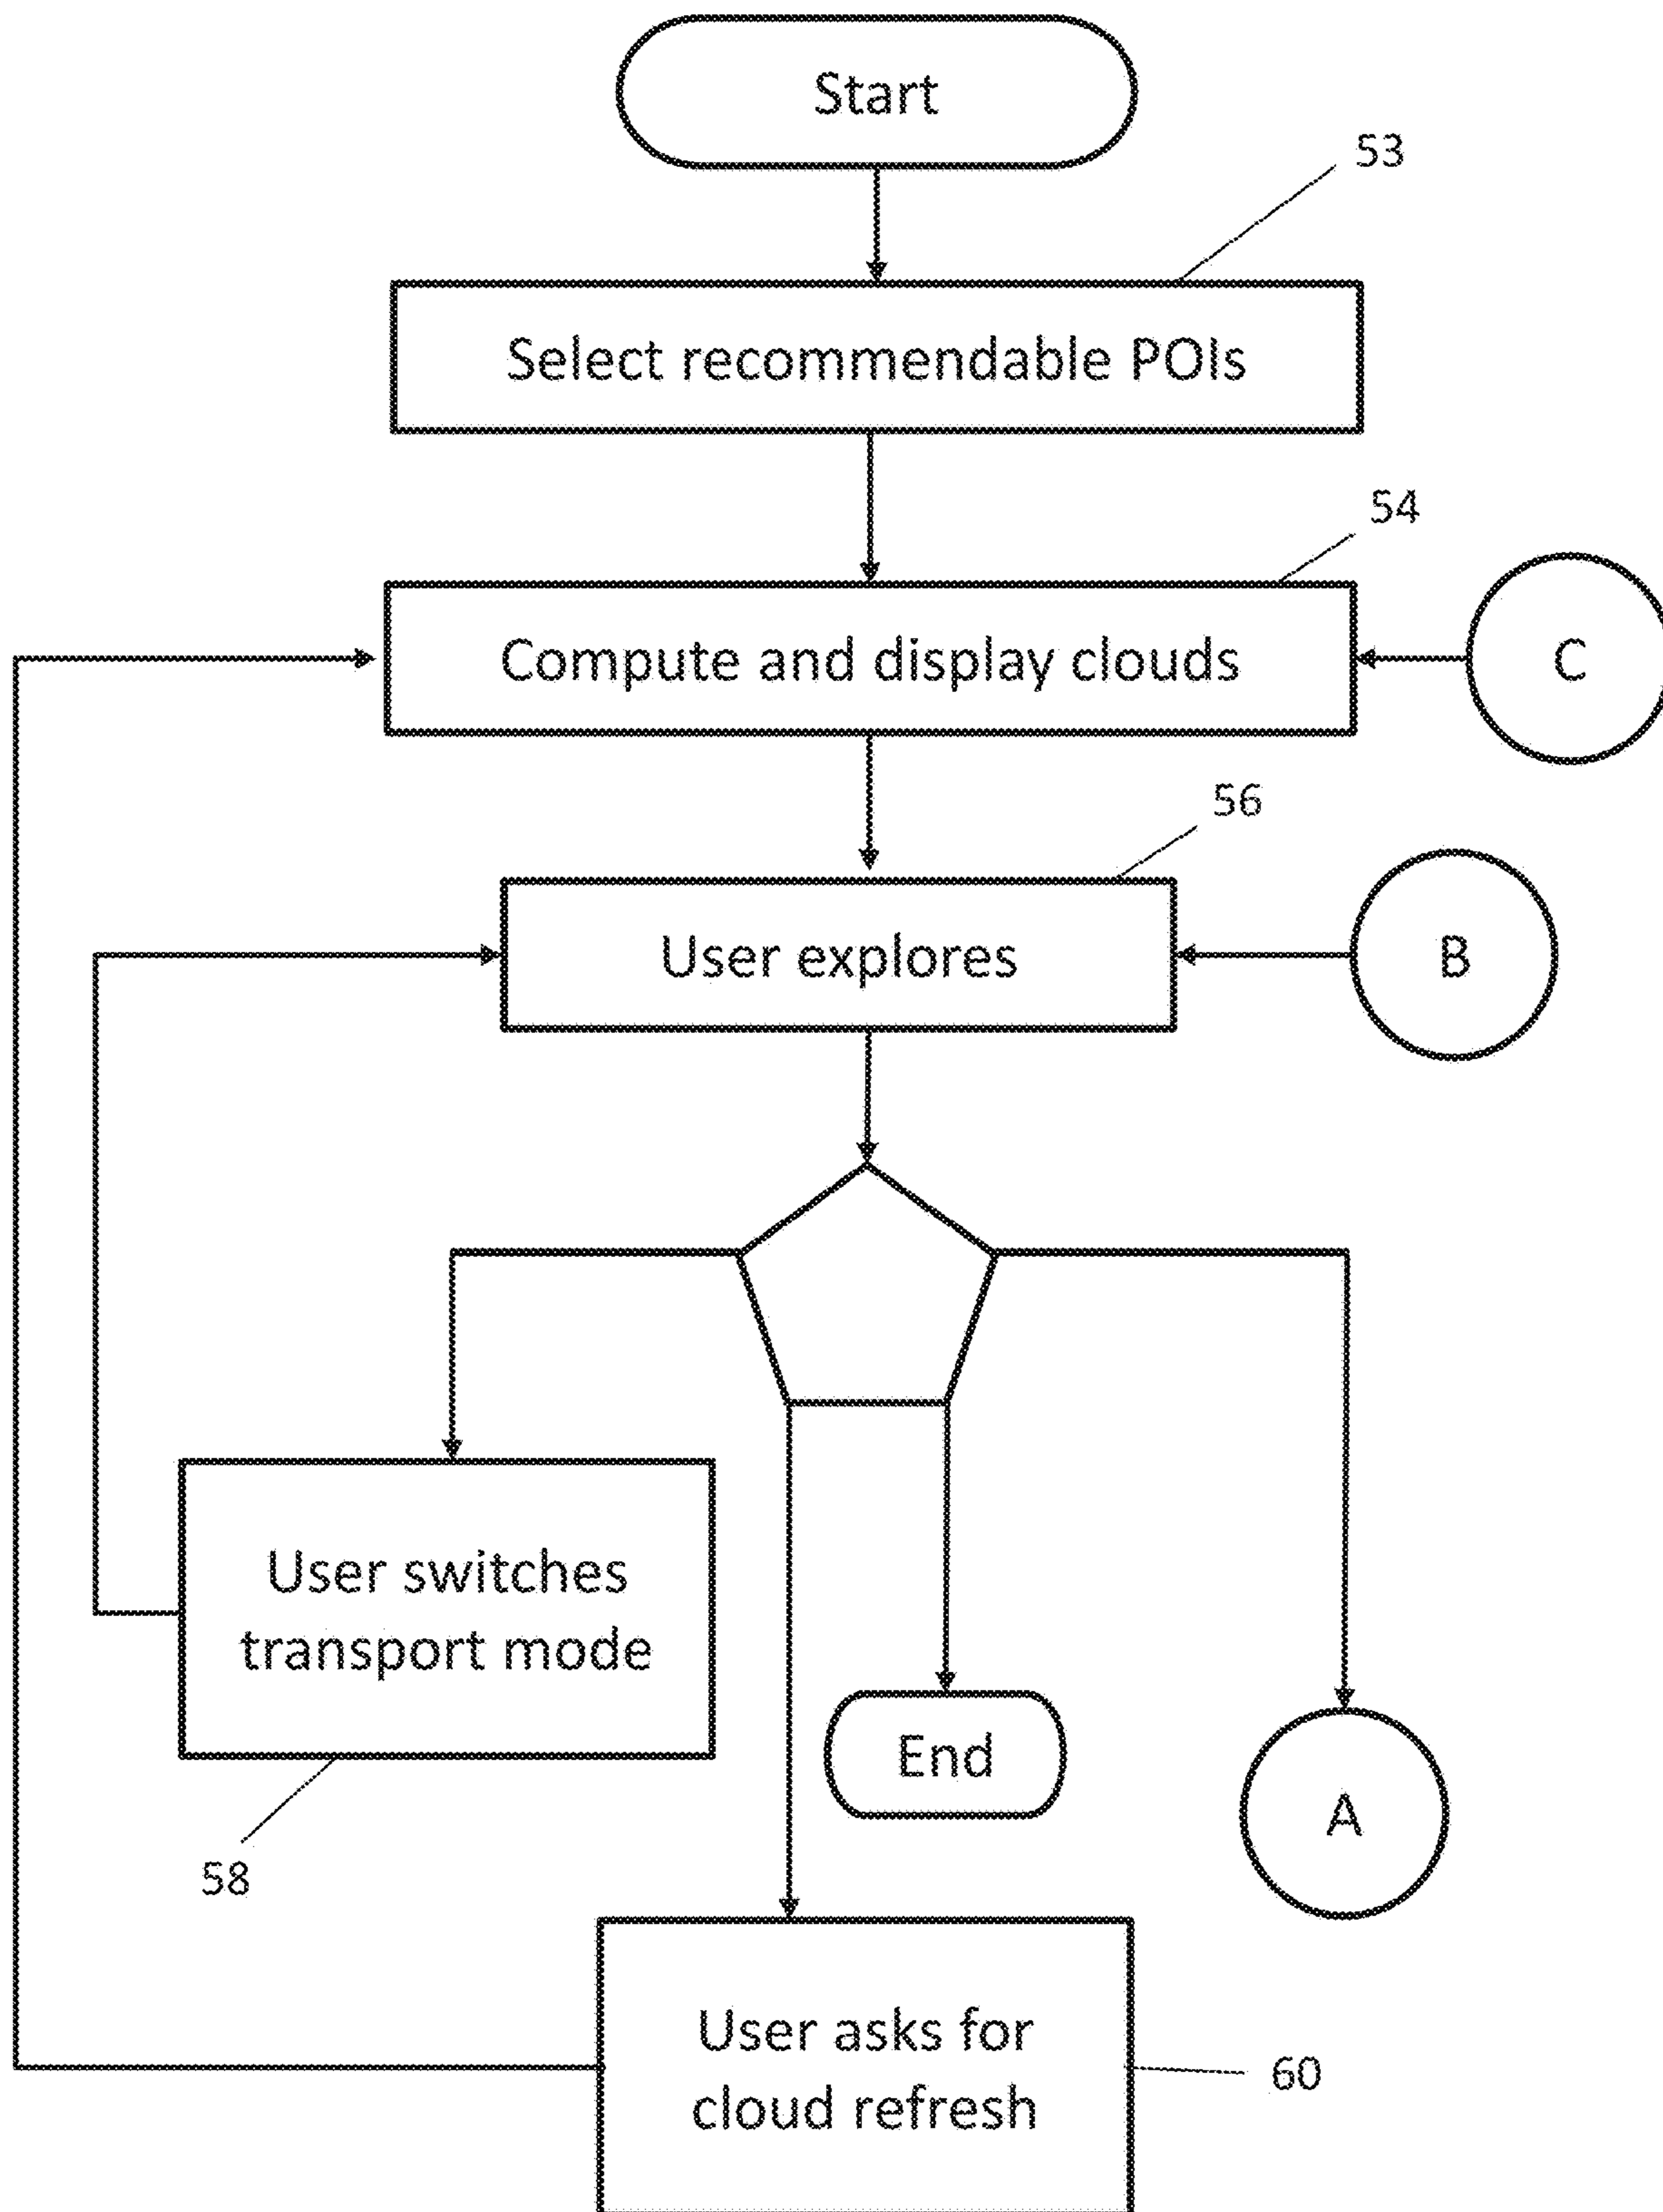 Start
53
Select recommendable POIs
54
Compute and display clouds
C
56
User explores
B
User switches
transport mode
End
A
58
User asks for
cloud refresh
60